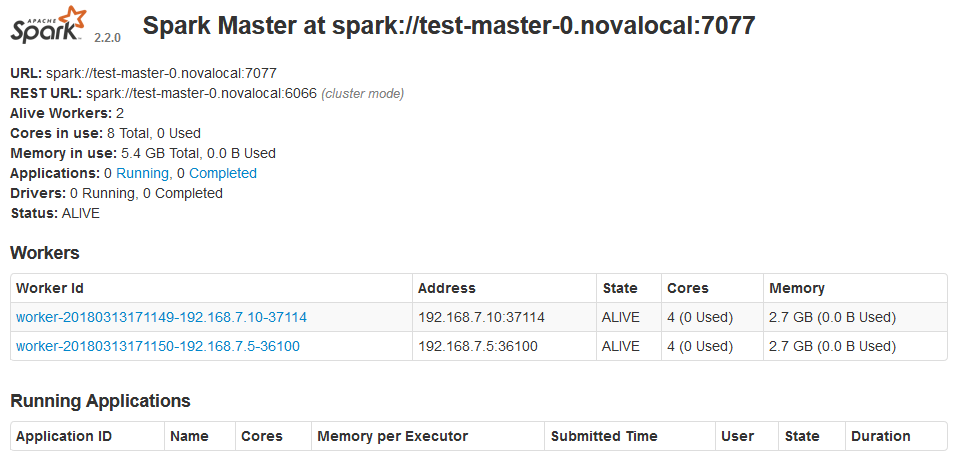 APACHE Spark 2.2.0 Spark Master at spark://test-master-0.novalocal:7077
URL: spark://test-master-0.novalocal:7077
REST URL: spark://test-master-0.novalocal:6066 (cluster mode)
Alive Workers: 2
Cores in use: 8 Total, 0 Used
Memory in use: 5.4 GB Total, 0.0 B Used
Applications: 0 Running, 0 Completed
Drivers: 0 Running, 0 Completed
Status: ALIVE
Workers
Worker Id Address State Cores Memory
worker-20180313171149-192.168.7.10-37114 192.168.7.10:37114 ALIVE 4 (0 Used) 2.7 GB (0.0 B Used)
worker-20180313171150-192.168.7.5-36100 192.168.7.5:36100 ALIVE 4 (0 Used) 2.7 GB (0.0 B Used)
Running Applications
Application ID Name Cores Memory per Executor Submitted Time User State Duration